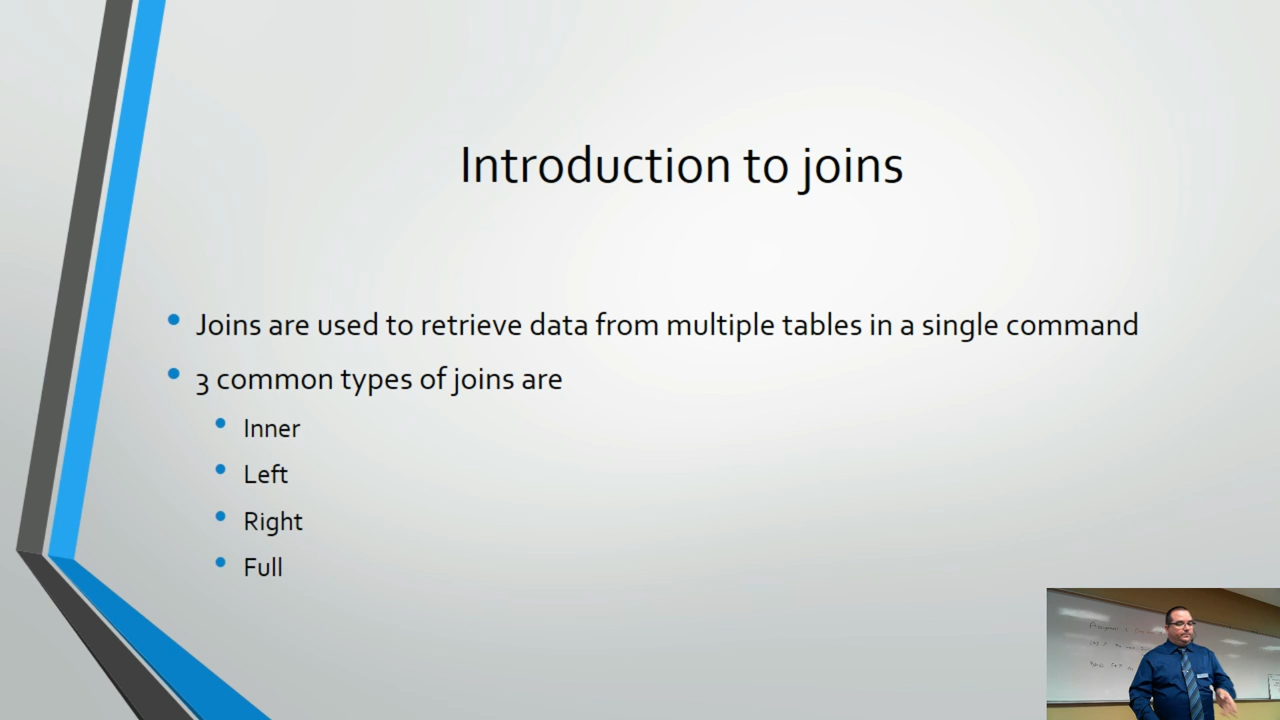 Introduction to joins
Joins are used to retrieve data from multiple tables in a single command
3 common types of joins are
Inner
Left
Right
Full